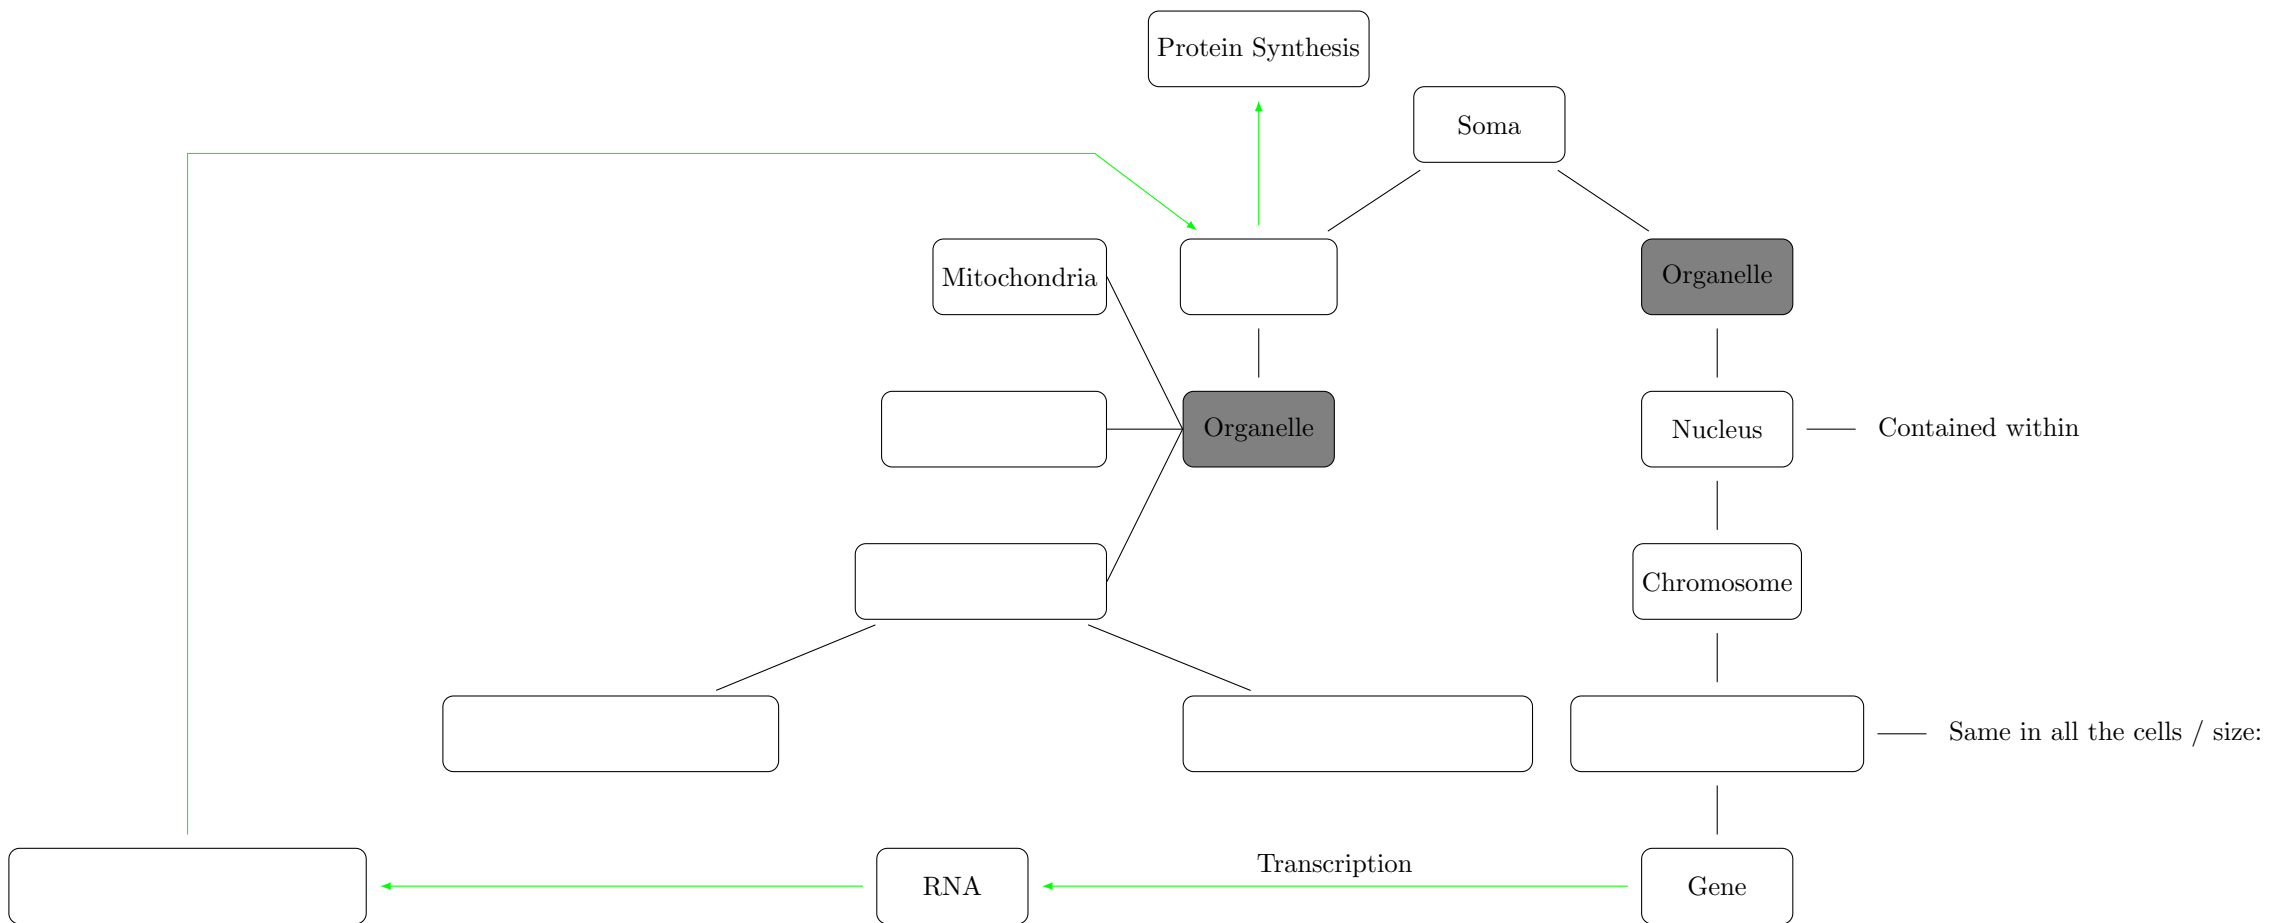 Protein Synthesis
Soma
Mitochondria
Organelle
Organelle
Nucleus
Contained within
Chromosome
Same in all the cells / size:
Transcription
RNA
Gene